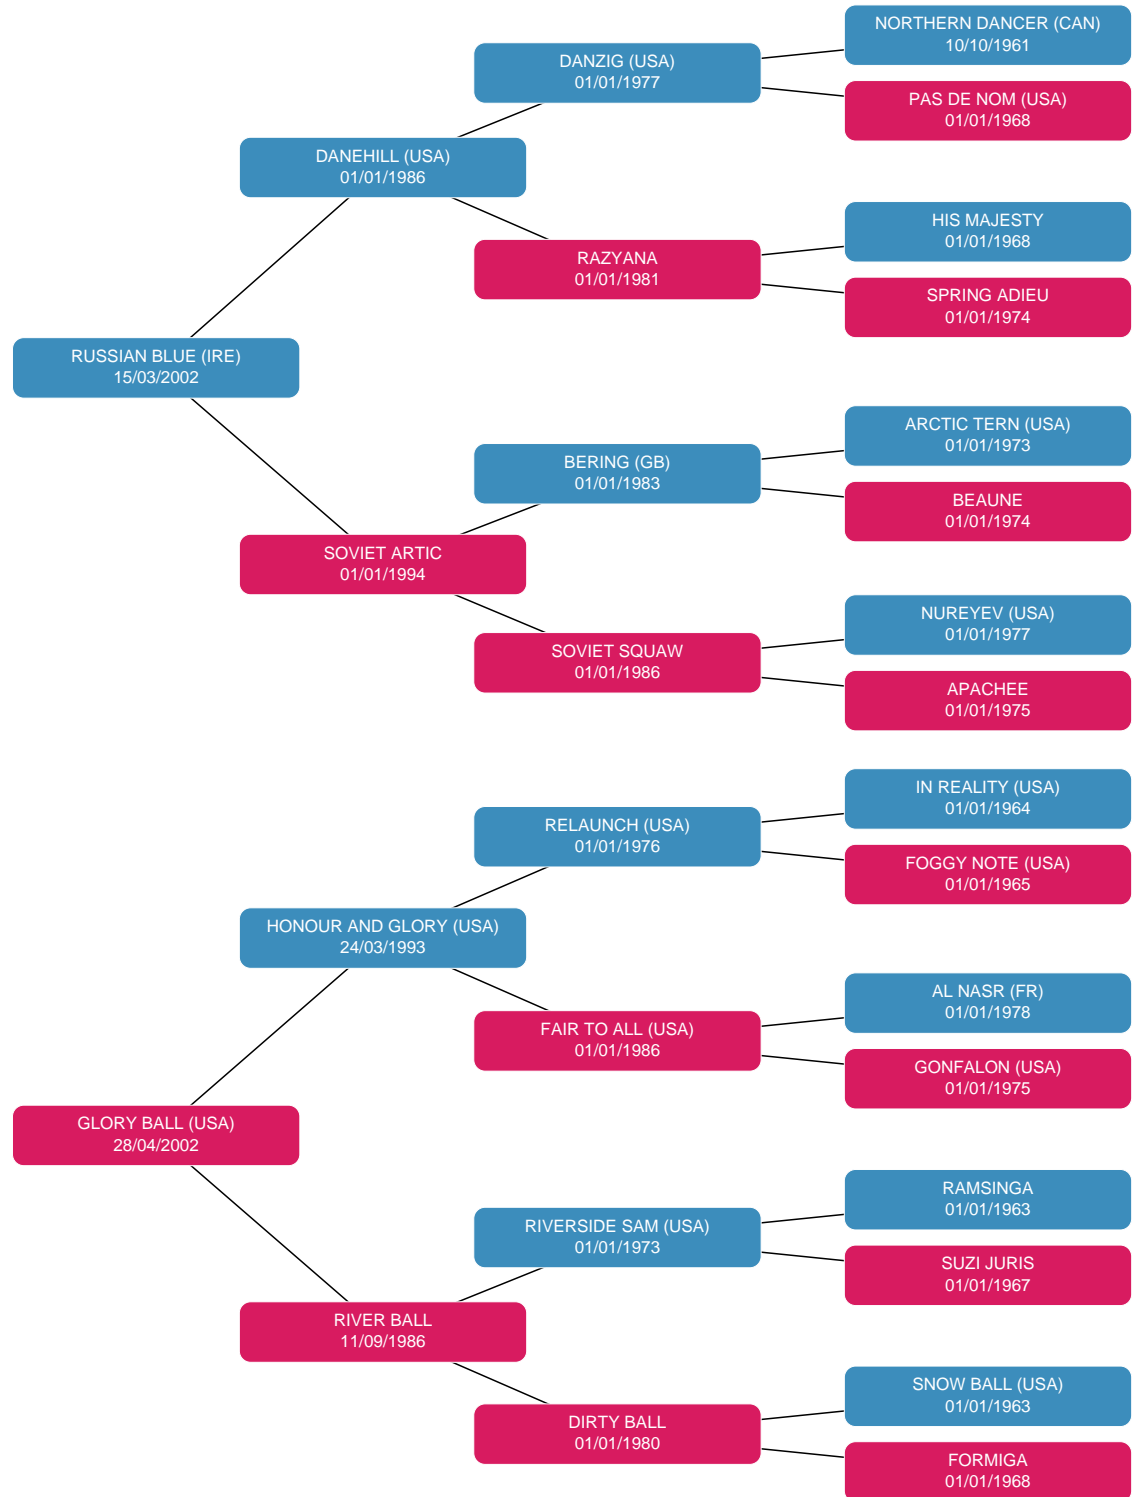 NORTHERN DANCER (CAN)
10/10/1961
DANZIG (USA)
01/01/1977
PAS DE NOM (USA)
01/01/1968
DANEHILL (USA)
01/01/1986
HIS MAJESTY
01/01/1968
RAZYANA
01/01/1981
SPRING ADIEU
01/01/1974
RUSSIAN BLUE (IRE)
15/03/2002
ARCTIC TERN (USA)
01/01/1973
BERING (GB)
01/01/1983
BEAUNE
01/01/1974
SOVIET ARTIC
01/01/1994
NUREYEV (USA)
01/01/1977
SOVIET SQUAW
01/01/1986
APACHEE
01/01/1975
IN REALITY (USA)
01/01/1964
RELAUNCH (USA)
01/01/1976
FOGGY NOTE (USA)
01/01/1965
HONOUR AND GLORY (USA)
24/03/1993
AL NASR (FR)
01/01/1978
FAIR TO ALL (USA)
01/01/1986
GONFALON (USA)
01/01/1975
GLORY BALL (USA)
28/04/2002
RAMSINGA
01/01/1963
RIVERSIDE SAM (USA)
01/01/1973
SUZI JURIS
01/01/1967
RIVER BALL
11/09/1986
SNOW BALL (USA)
01/01/1963
DIRTY BALL
01/01/1980
FORMIGA
01/01/1968